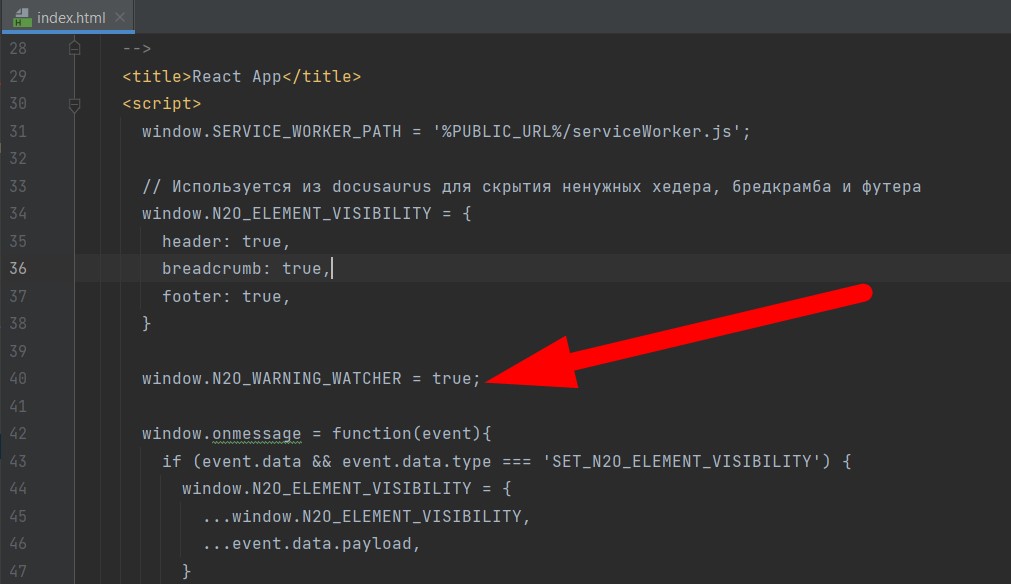 index.html
28 -->
29 <title>React App</title>
30 <script>
31 window.SERVICE_WORKER_PATH = '%PUBLIC_URL%/serviceWorker.js';
32
33 // Используется из docusaurus для скрытия ненужных хедера, бредкрамба и футера
34 window.N2O_ELEMENT_VISIBILITY = {
35 header: true,
36 breadcrumb: true,
37 footer: true,
38 }
39
40 window.N2O_WARNING_WATCHER = true;
41
42 window.onmessage = function(event){
43 if (event.data && event.data.type === 'SET_N2O_ELEMENT_VISIBILITY') {
44 window.N2O_ELEMENT_VISIBILITY = {
45 ...window.N2O_ELEMENT_VISIBILITY,
46 ...event.data.payload,
47 }